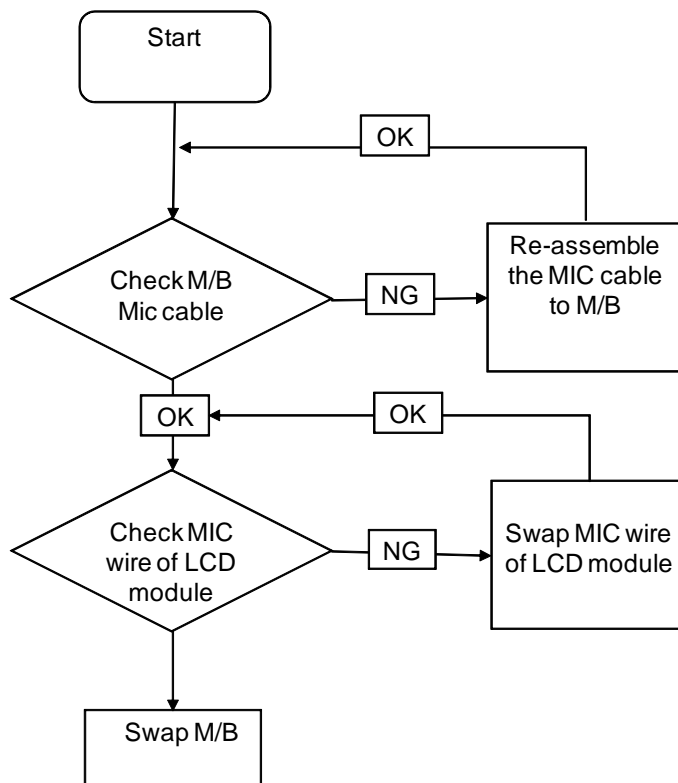 Start
OK
Check M/B
Mic cable
NG
Re-assemble
the MIC cable
to M/B
OK
OK
Check MIC
wire of LCD
module
NG
Swap MIC wire
of LCD module
Swap M/B